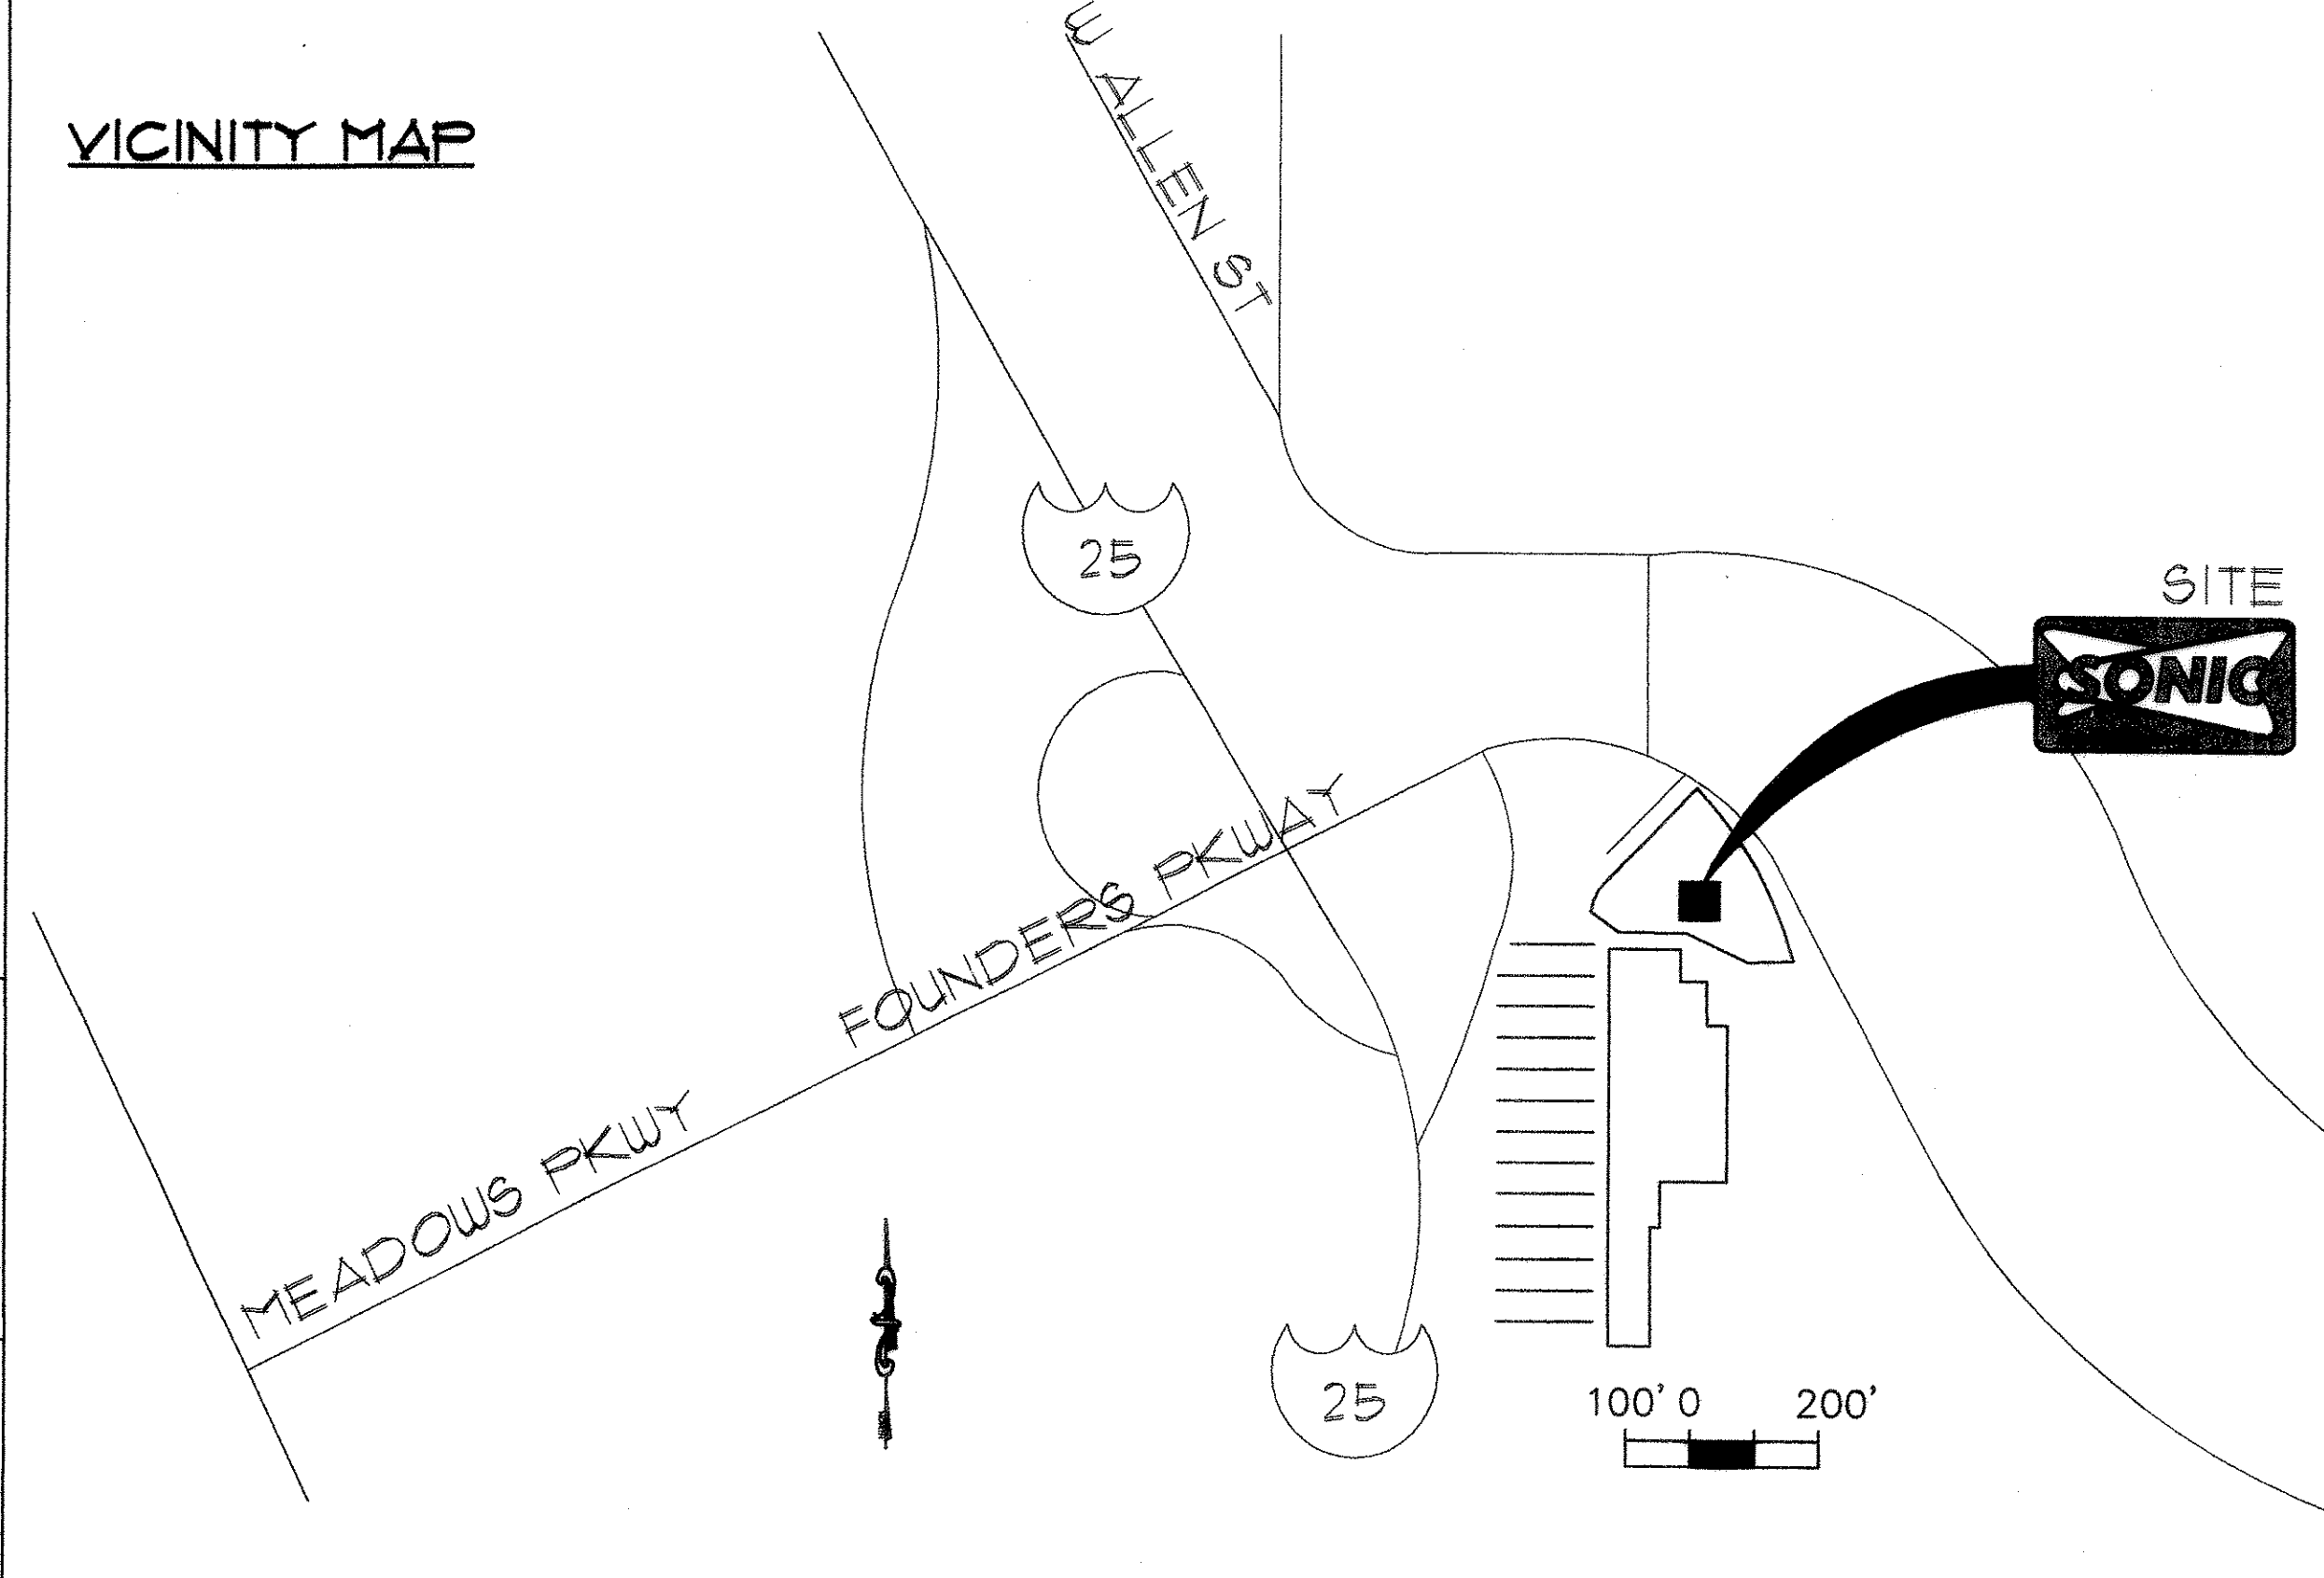 W ALLEN ST
VICINITY MAP
25
SITE
SONIC
FOUNDERS PKWAY
MEADOWS PKWY
25
100' 0 200'